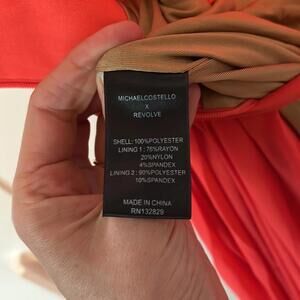 MICHAELCOSTELLO
X
REVOLVE
SHELL: 100%POLYESTER
LINING 1 : 76%RAYON
20%NYLON
4%SPANDEX
LINING 2 : 90%POLYESTER
10%SPANDEX
MADE IN CHINA
RN132829